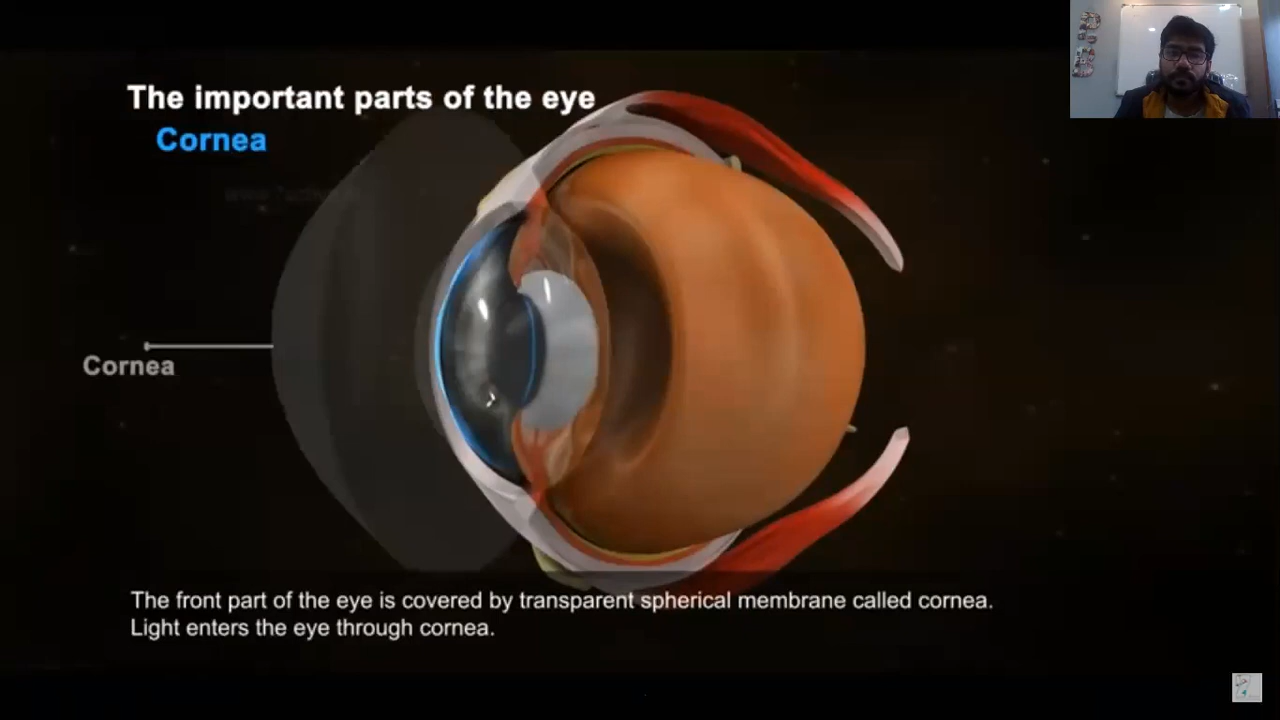 The important parts of the eye
Cornea
Cornea
The front part of the eye is covered by transparent spherical membrane called cornea.
Light enters the eye through cornea.